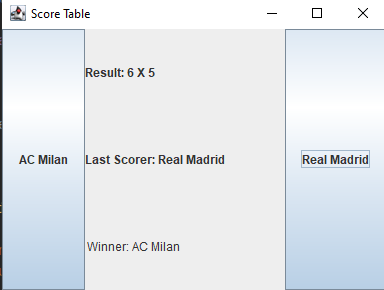 Score Table
Result: 6 X 5
AC Milan
Last Scorer: Real Madrid
Real Madrid
Winner: AC Milan